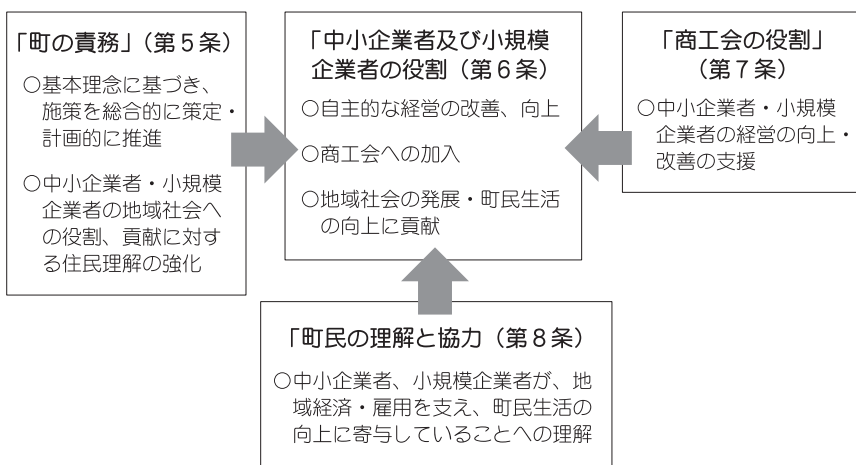 「町の責務」（第５条）
○基本理念に基づき、
施策を総合的に策定・
計画的に推進
○中小企業者・小規模
企業者の地域社会へ
の役割、貢献に対す
る住民理解の強化
「中小企業者及び小規模
企業者の役割（第６条）
○自主的な経営の改善、向上
○商工会への加入
○地域社会の発展・町民生活
の向上に貢献
「商工会の役割」
（第７条）
○中小企業者・小規模
企業者の経営の向上・
改善の支援
「町民の理解と協力（第８条）
○中小企業者、小規模企業者が、地
域経済・雇用を支え、町民生活の
向上に寄与していることへの理解